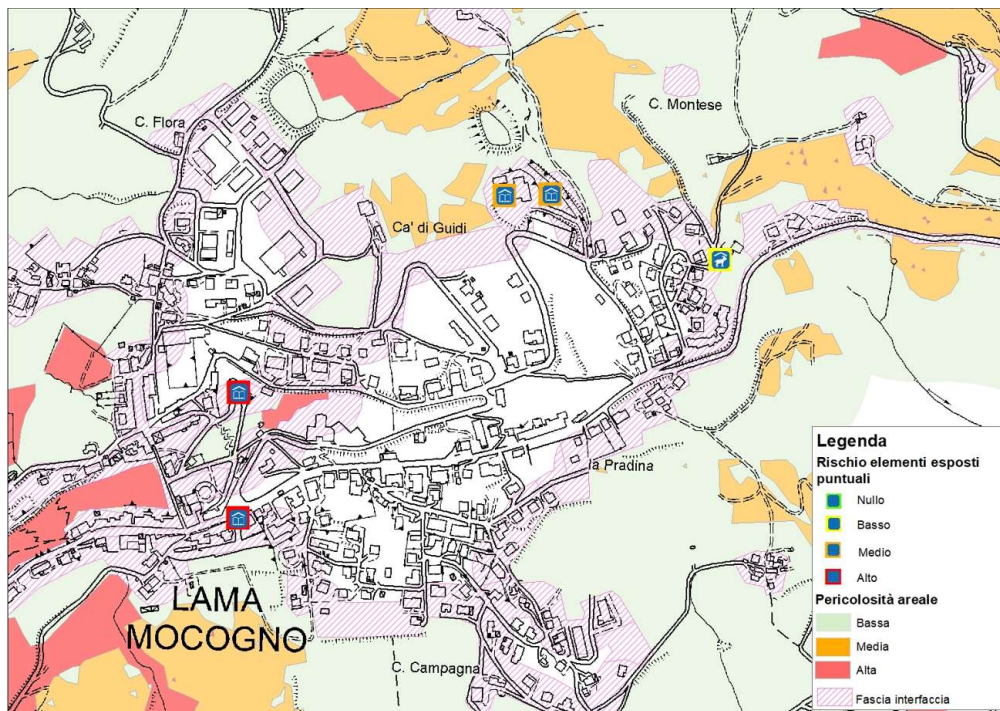 C. Flora
C. Montese
Ca' di Guidi
la Pradina
LAMA
MOCOGNO
C. Campagna
Legenda
Rischio elementi esposti
puntuali
Nullo
Basso
Medio
Alto
Pericolosità areale
Bassa
Media
Alta
Fascia interfaccia